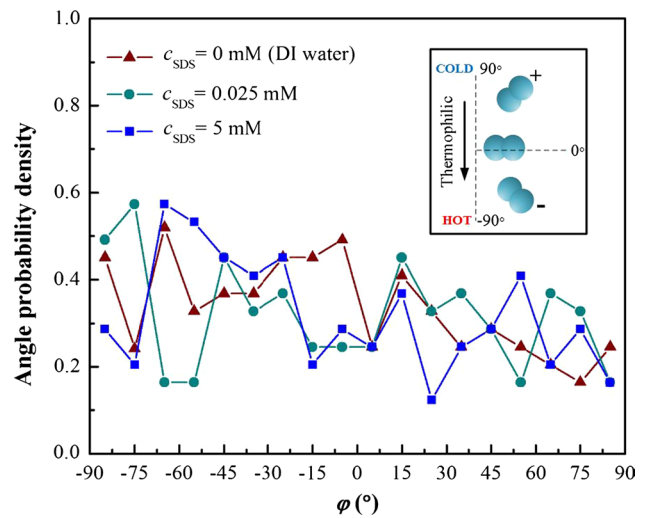 Angle probability density
1.0
0.8
0.6
0.4
0.2
0.0
c_SDS = 0 mM (DI water)
c_SDS = 0.025 mM
c_SDS = 5 mM
COLD 90°
+
Thermophilic
0°
-
HOT -90°
-90 -75 -60 -45 -30 -15 0 15 30 45 60 75 90
φ (°)